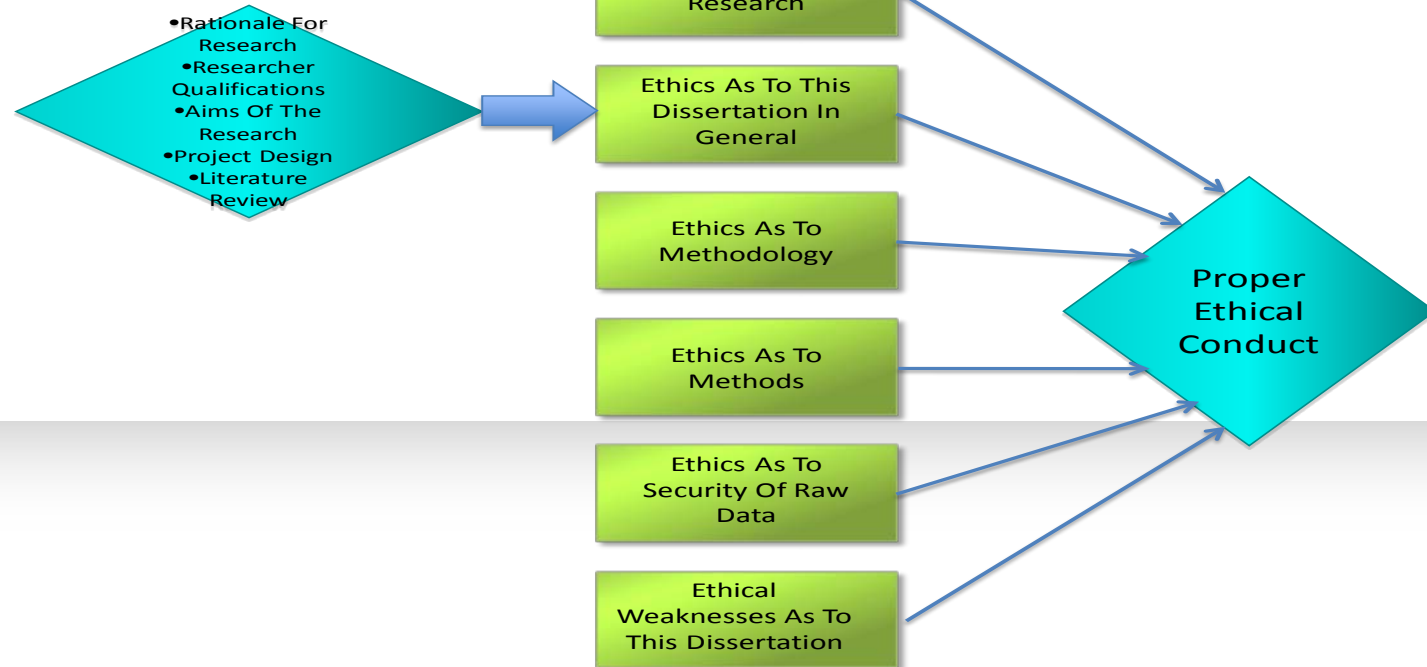 •Rationale For
Research
•Researcher
Qualifications
•Aims Of The
Research
•Project Design
•Literature
Review
Research
Ethics As To This
Dissertation In
General
Ethics As To
Methodology
Ethics As To
Methods
Ethics As To
Security Of Raw
Data
Ethical
Weaknesses As To
This Dissertation
Proper
Ethical
Conduct